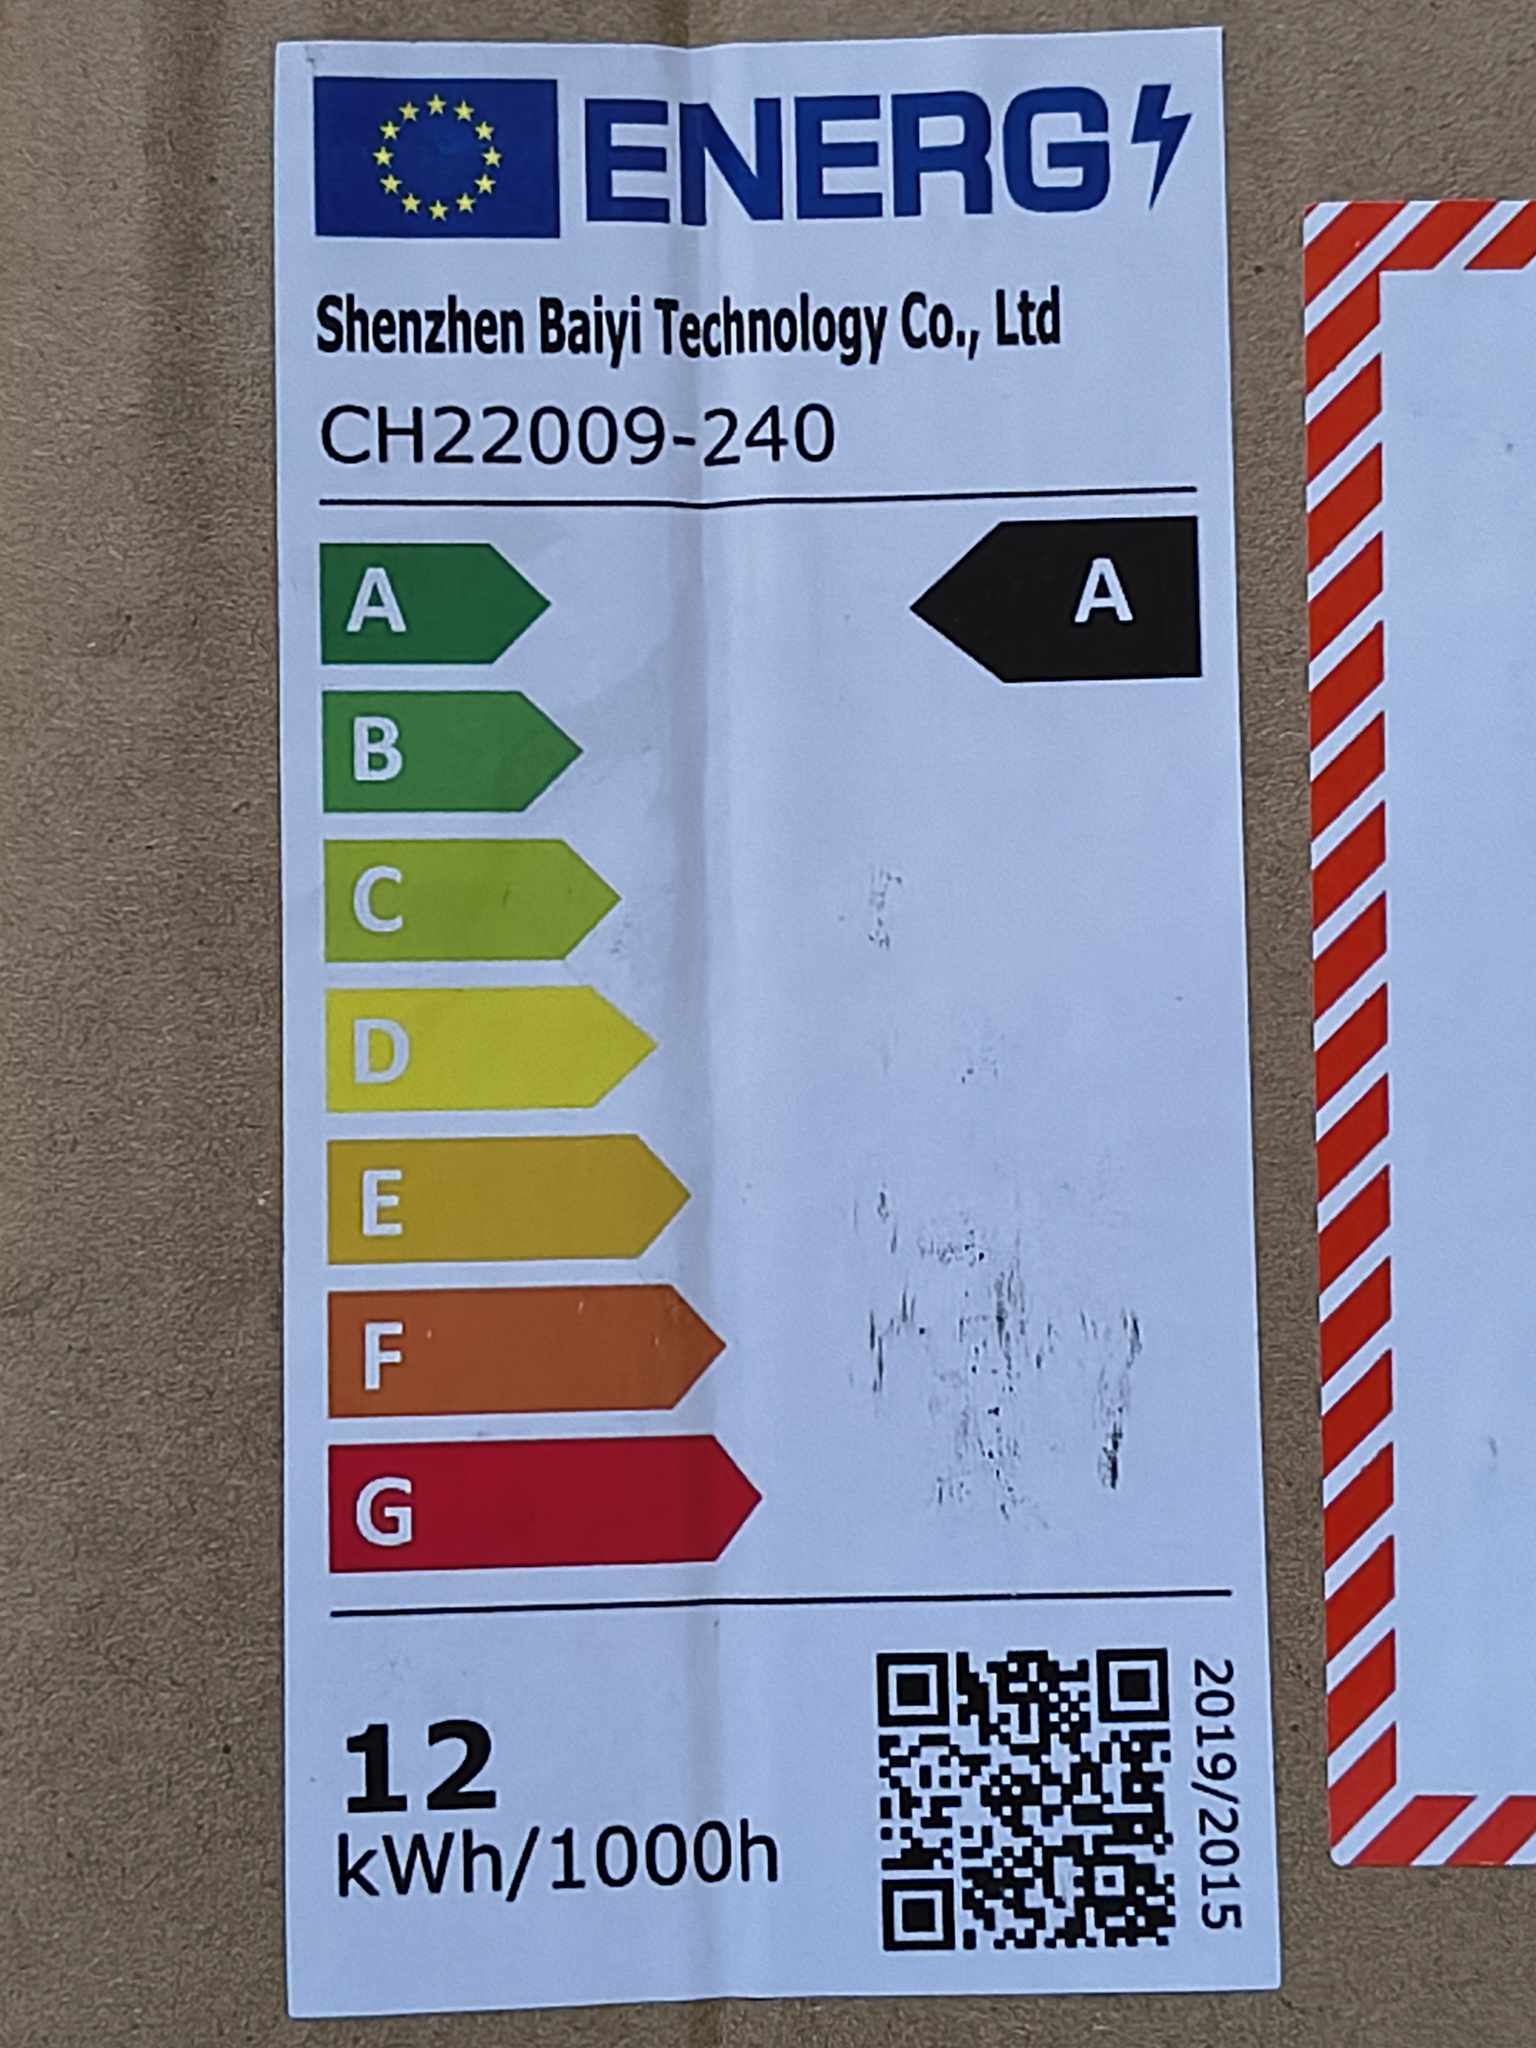 ENERG
Shenzhen Baiyi Technology Co., Ltd
CH22009-240
A
A
B
C
D
E
F
G
12
kWh/1000h
2019/2015